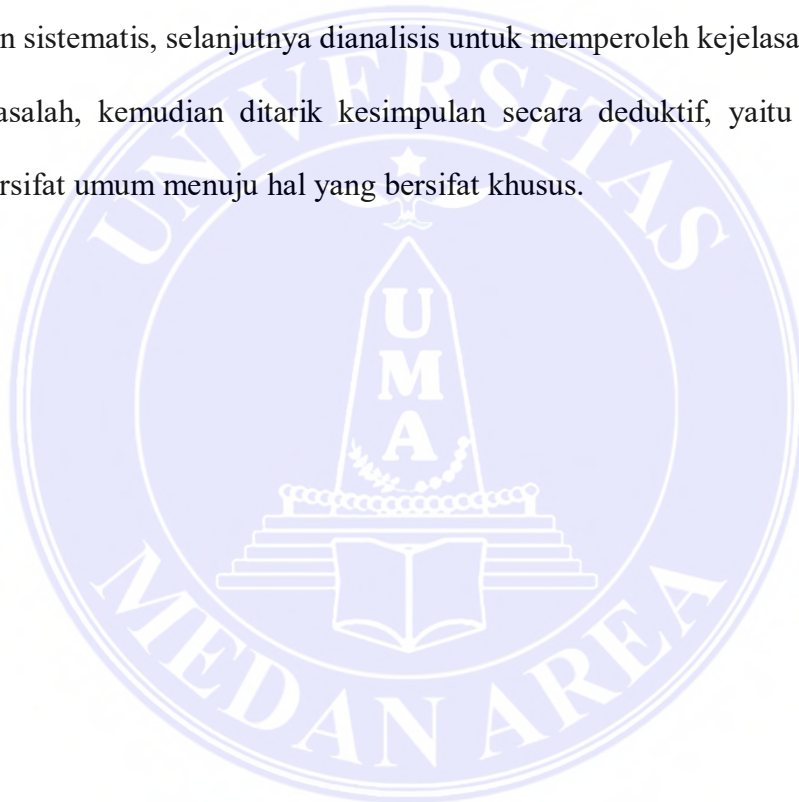 n sistematis, selanjutnya dianalisis untuk memperoleh kejelasa
asalah, kemudian ditarik kesimpulan secara deduktif, yaitu
rsifat umum menuju hal yang bersifat khusus.
UNIVERSITAS
U
M
A
MEDAN AREA